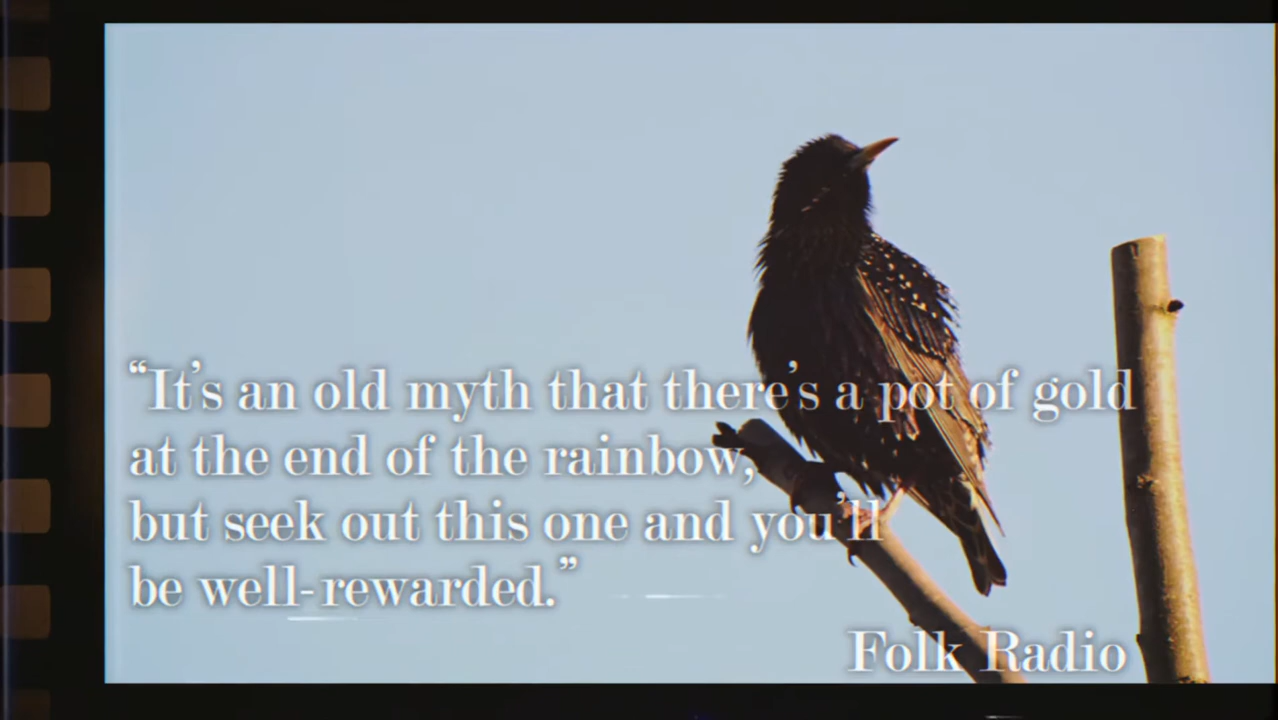 “It’s an old myth that there’s a pot of gold
at the end of the rainbow,
but seek out this one and you’ll
be well-rewarded.”
Folk Radio